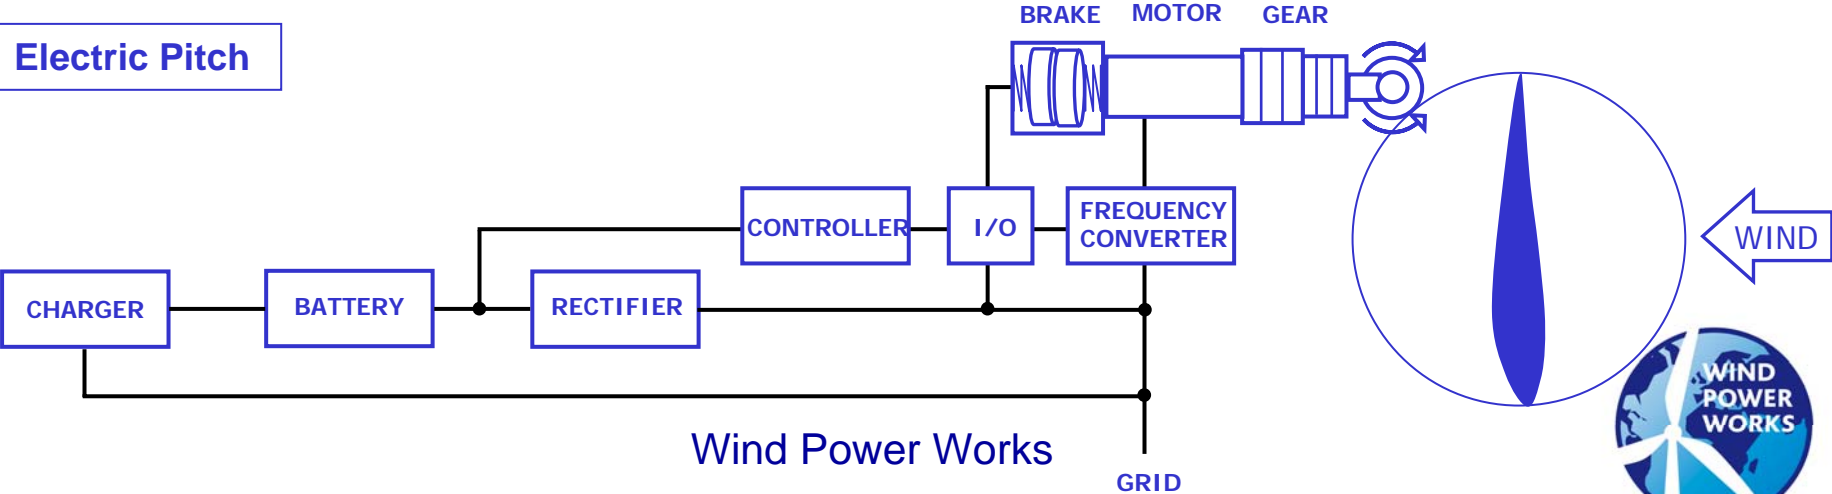 BRAKE MOTOR GEAR
Electric Pitch
CONTROLLER
I/O
FREQUENCY
CONVERTER
WIND
CHARGER
BATTERY
RECTIFIER
WIND
POWER
WORKS
Wind Power Works
GRID